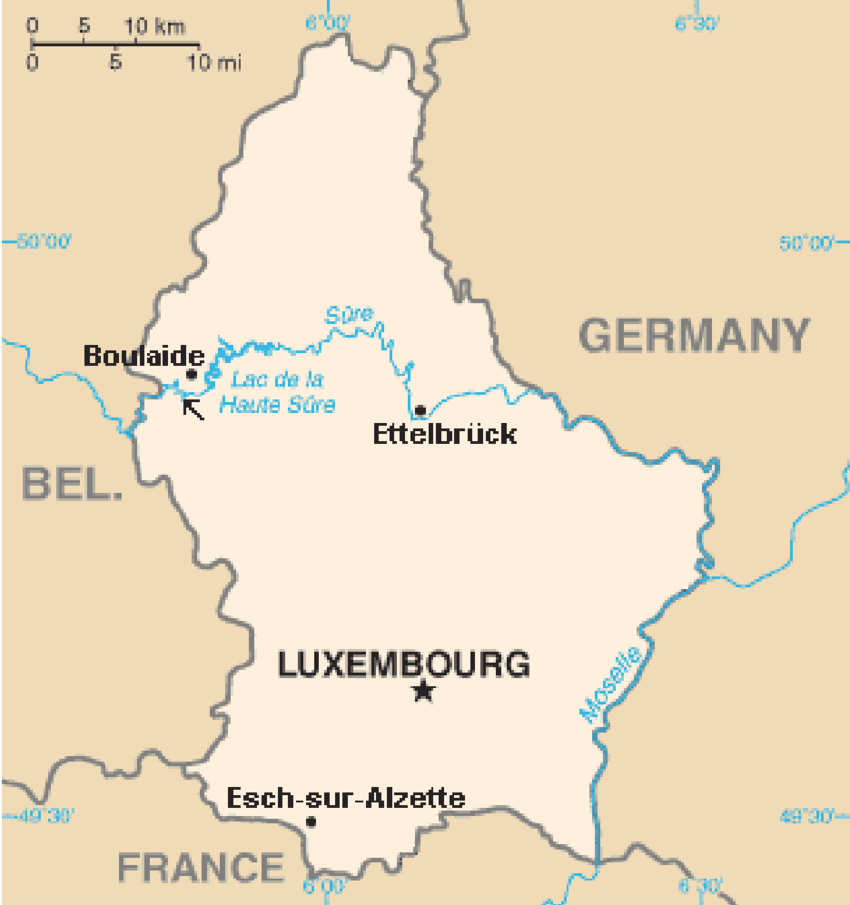 6°00'
6°30'
0 5 10 km
0 5 10 mi
50°00'
50°00'
Sûre
GERMANY
Boulaide
Lac de la
Haute Sûre
Ettelbrück
BEL.
LUXEMBOURG
Moselle
Esch-sur-Alzette
49°30'
49°30'
FRANCE
6°00'
6°30'